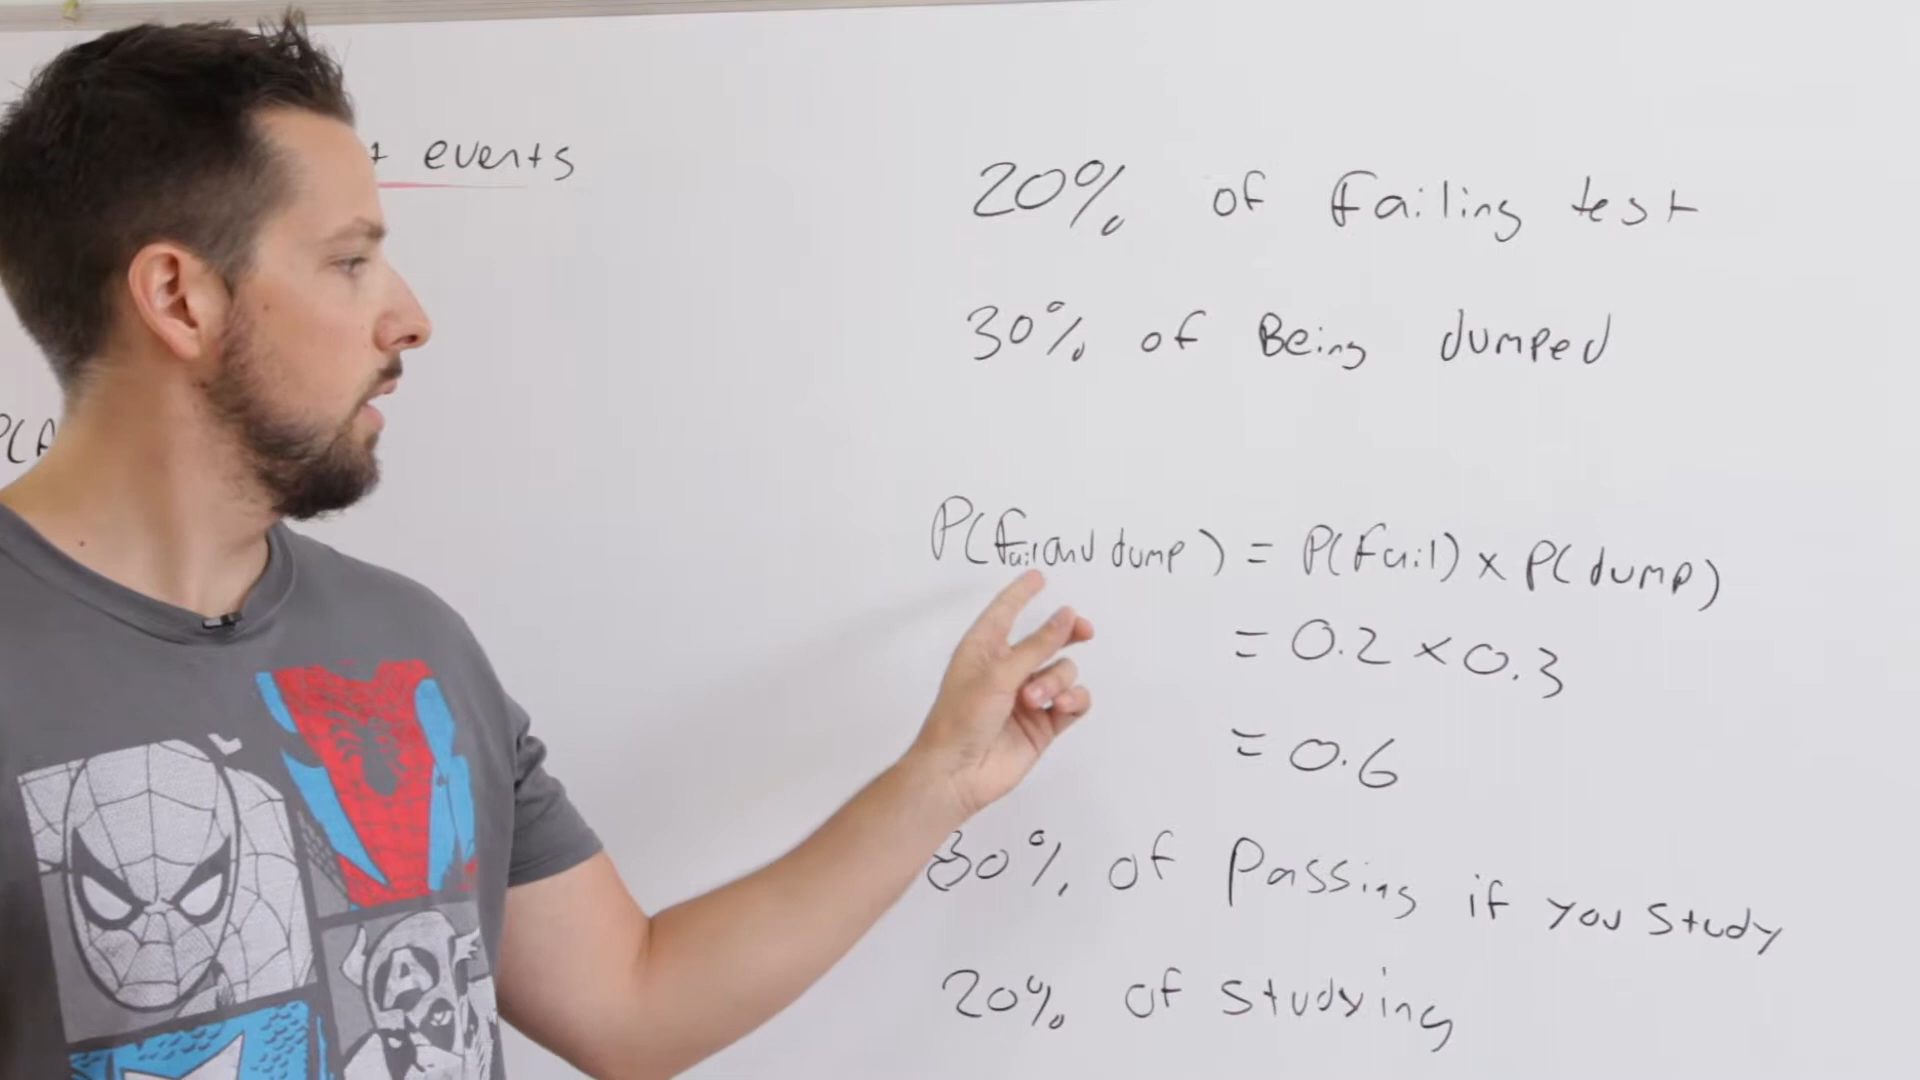 events
20% of Failing test
30% of Being dumped
P(A
P(Fail and dump) = P(Fail) x P(dump)
= 0.2 x 0.3
= 0.6
80% of Passing if you study
20% of studying